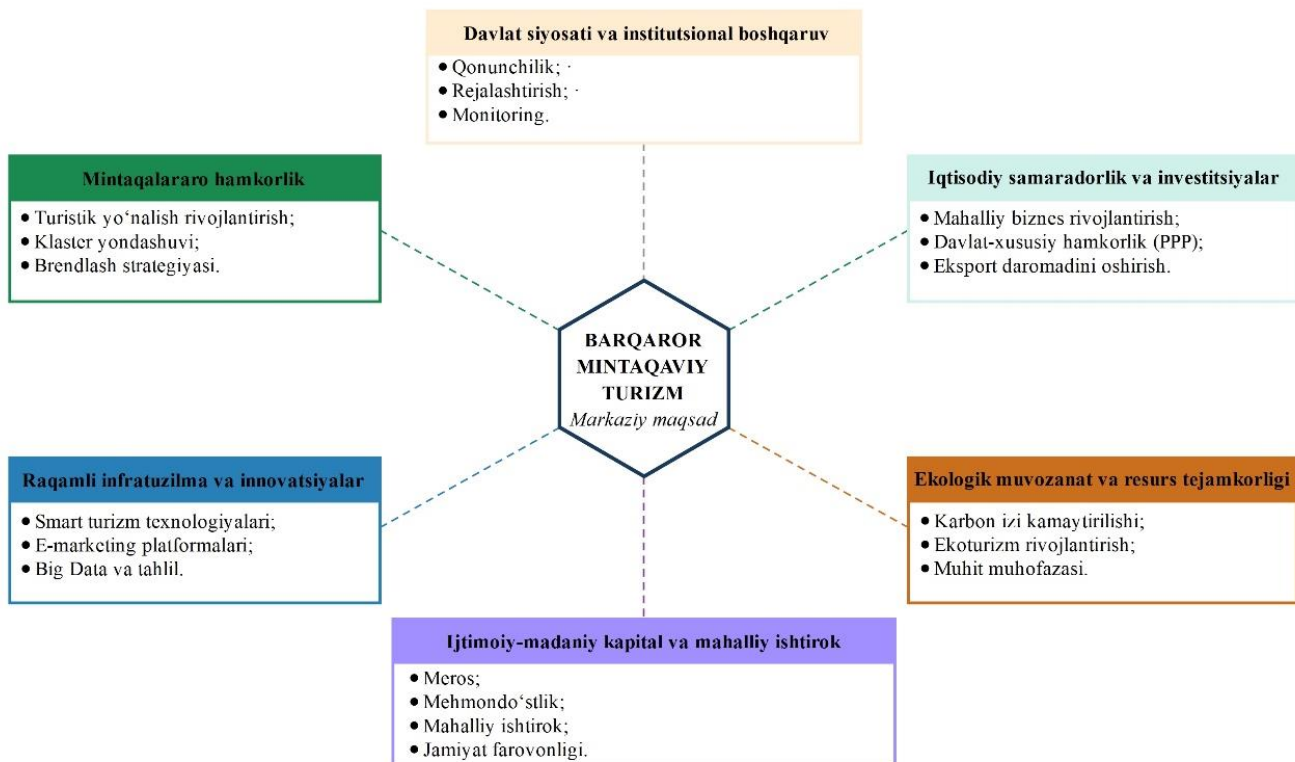 Davlat siyosati va institutsional boshqaruv
● Qonunchilik; ·
● Rejalashtirish; ·
● Monitoring.
Mintaqalararo hamkorlik
● Turistik yo‘nalish rivojlantirish;
● Klaster yondashuvi;
● Brendlash strategiyasi.
Iqtisodiy samaradorlik va investitsiyalar
● Mahalliy biznes rivojlantirish;
● Davlat-xususiy hamkorlik (PPP);
● Eksport daromadini oshirish.
BARQAROR
MINTAQAVIY
TURIZM
Markaziy maqsad
Raqamli infratuzilma va innovatsiyalar
● Smart turizm texnologiyalari;
● E-marketing platformalari;
● Big Data va tahlil.
Ekologik muvozanat va resurs tejamkorligi
● Karbon izi kamaytirilishi;
● Ekoturizm rivojlantirish;
● Muhit muhofazasi.
Ijtimoiy-madaniy kapital va mahalliy ishtirok
● Meros;
● Mehmondo‘stlik;
● Mahalliy ishtirok;
● Jamiyat farovonligi.